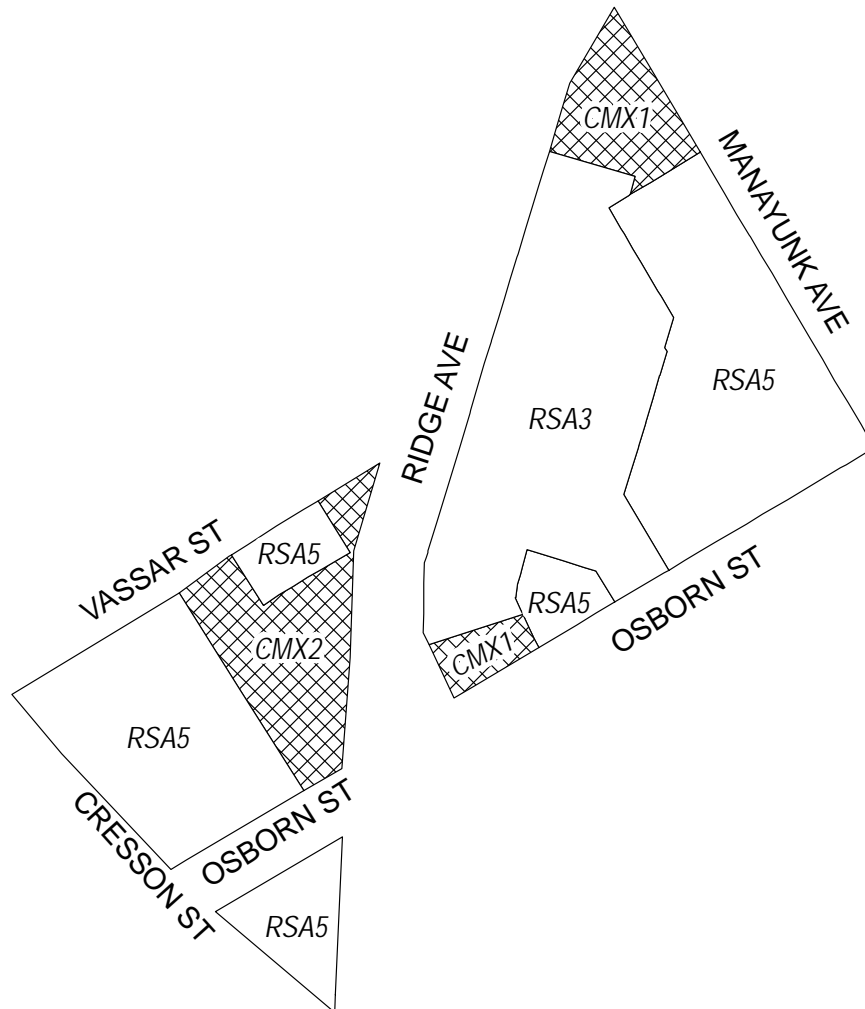 CMX1
MANAYUNK AVE
RIDGE AVE
RSA5
RSA3
VASSAR ST
RSA5
RSA5
OSBORN ST
CMX2
CMX1
RSA5
OSBORN ST
CRESSON ST
RSA5